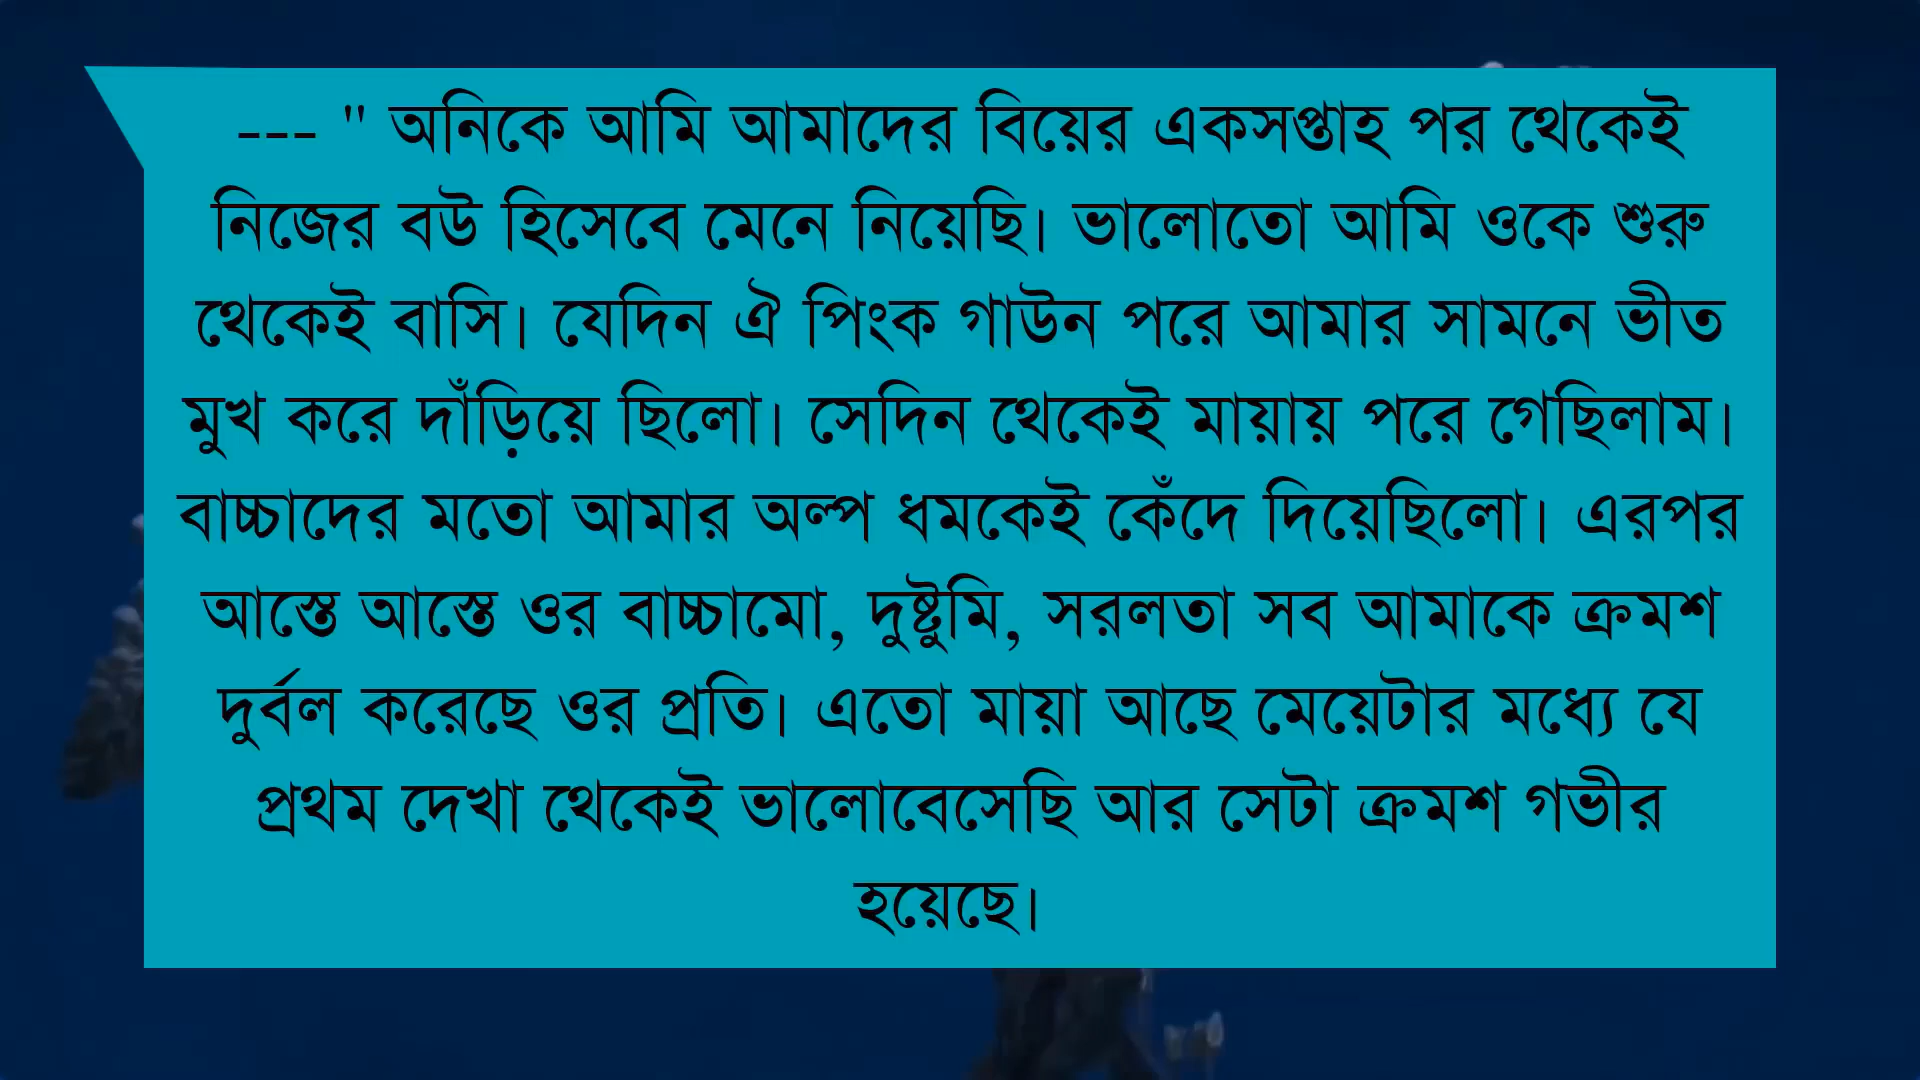 --- " অনিকে আমি আমাদের বিয়ের একসপ্তাহ পর থেকেই
নিজের বউ হিসেবে মেনে নিয়েছি। ভালোতো আমি ওকে শুরু
থেকেই বাসি। যেদিন ঐ পিংক গাউন পরে আমার সামনে ভীত
মুখ করে দাঁড়িয়ে ছিলো। সেদিন থেকেই মায়ায় পরে গেছিলাম।
বাচ্চাদের মতো আমার অল্প ধমকেই কেঁদে দিয়েছিলো। এরপর
আস্তে আস্তে ওর বাচ্চামো, দুষ্টুমি, সরলতা সব আমাকে ক্রমশ
দুর্বল করেছে ওর প্রতি। এতো মায়া আছে মেয়েটার মধ্যে যে
প্রথম দেখা থেকেই ভালোবেসেছি আর সেটা ক্রমশ গভীর
হয়েছে।